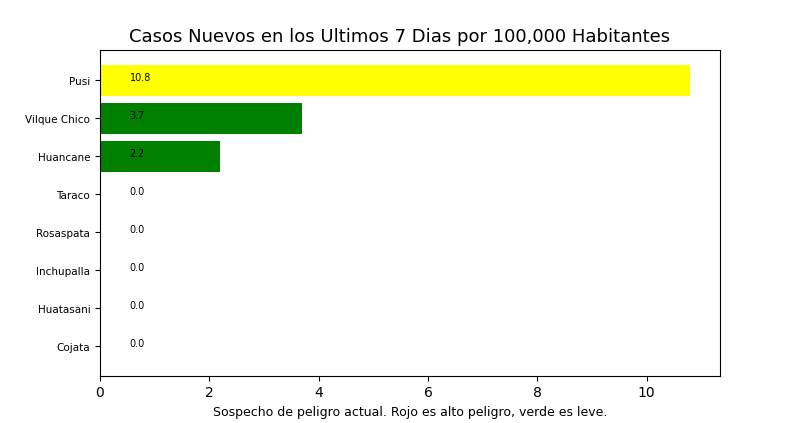 Casos Nuevos en los Ultimos 7 Dias por 100,000 Habitantes
Pusi 10.8
Vilque Chico 3.7
Huancane 2.2
Taraco 0.0
Rosaspata 0.0
Inchupalla 0.0
Huatasani 0.0
Cojata 0.0
0 2 4 6 8 10
Sospecho de peligro actual. Rojo es alto peligro, verde es leve.